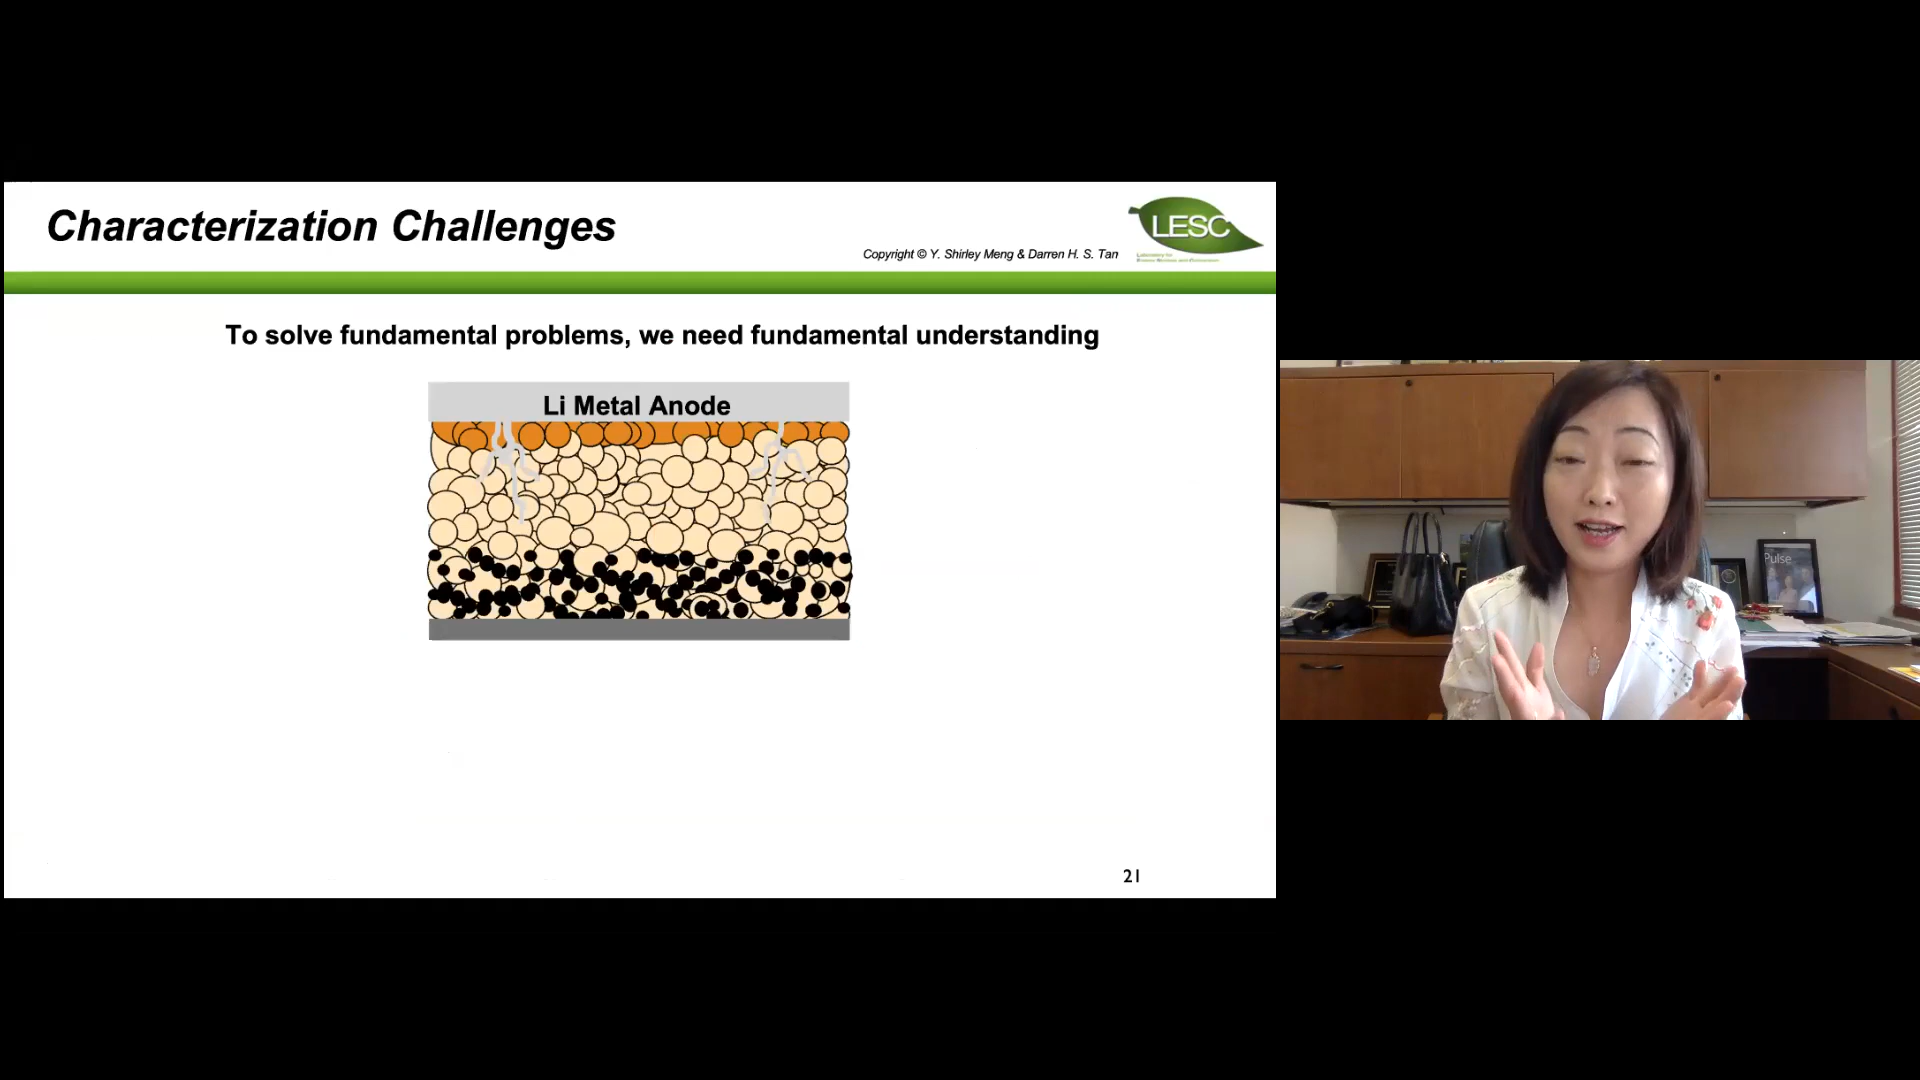 Characterization Challenges
Copyright © Y. Shirley Meng & Darren H. S. Tan
LESC
To solve fundamental problems, we need fundamental understanding
Li Metal Anode
21
Pulse